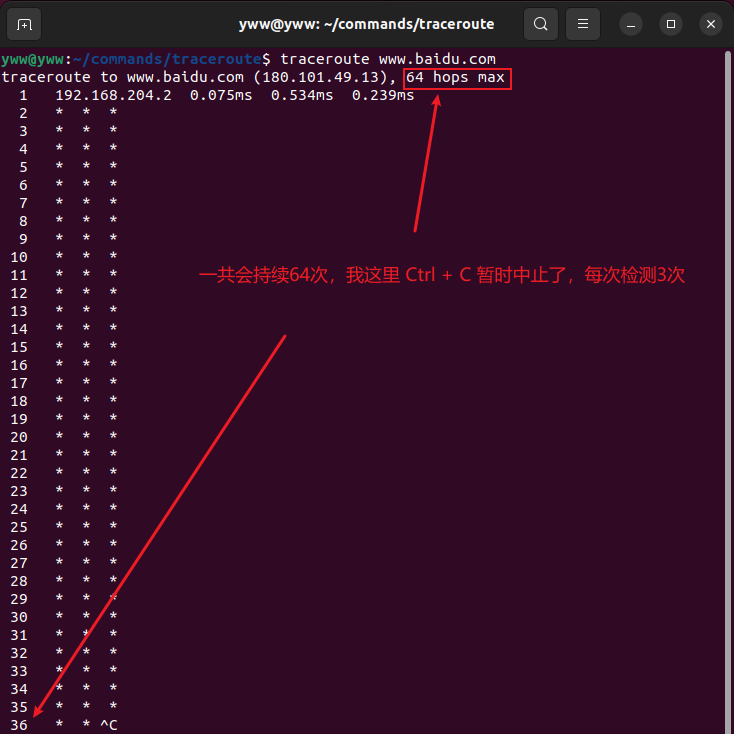 yww@yww: ~/commands/traceroute
yww@yww:~/commands/traceroute$ traceroute www.baidu.com
traceroute to www.baidu.com (180.101.49.13), 64 hops max
1 192.168.204.2 0.075ms 0.534ms 0.239ms
2 * * *
3 * * *
4 * * *
5 * * *
6 * * *
7 * * *
8 * * *
9 * * *
10 * * *
一共会持续64次，我这里 Ctrl + C 暂时中止了，每次检测3次
11 * * *
12 * * *
13 * * *
14 * * *
15 * * *
16 * * *
17 * * *
18 * * *
19 * * *
20 * * *
21 * * *
22 * * *
23 * * *
24 * * *
25 * * *
26 * * *
27 * * *
28 * * *
29 * * *
30 * * *
31 * * *
32 * * *
33 * * *
34 * * *
35 * * *
36 * * ^C